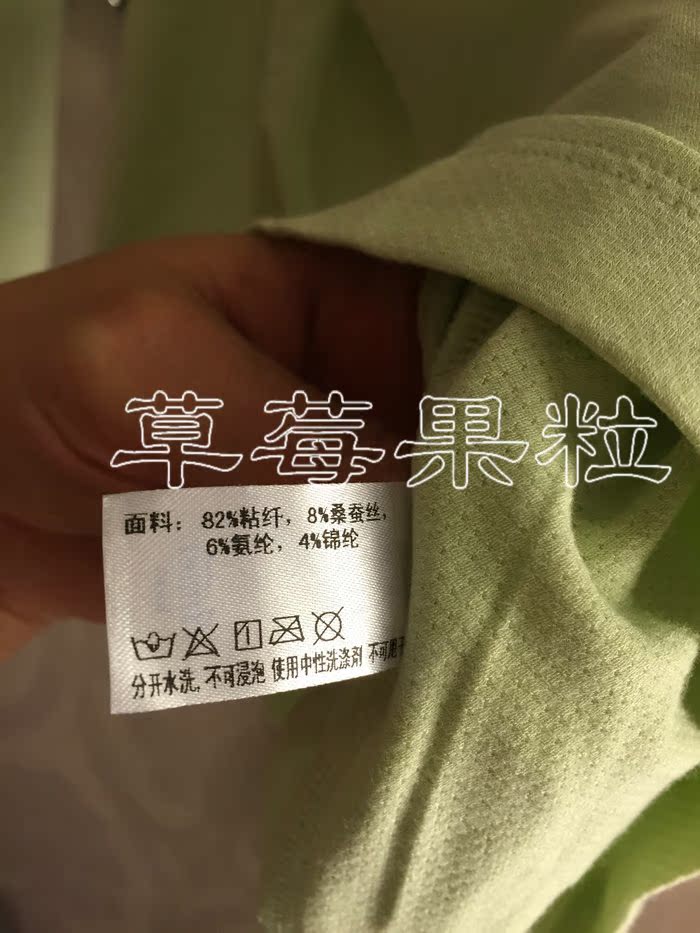 草莓果粒
面料： 82%粘纤，8%桑蚕丝，
6%氨纶，4%锦纶
分开水洗, 不可浸泡 使用中性洗涤剂 不可用